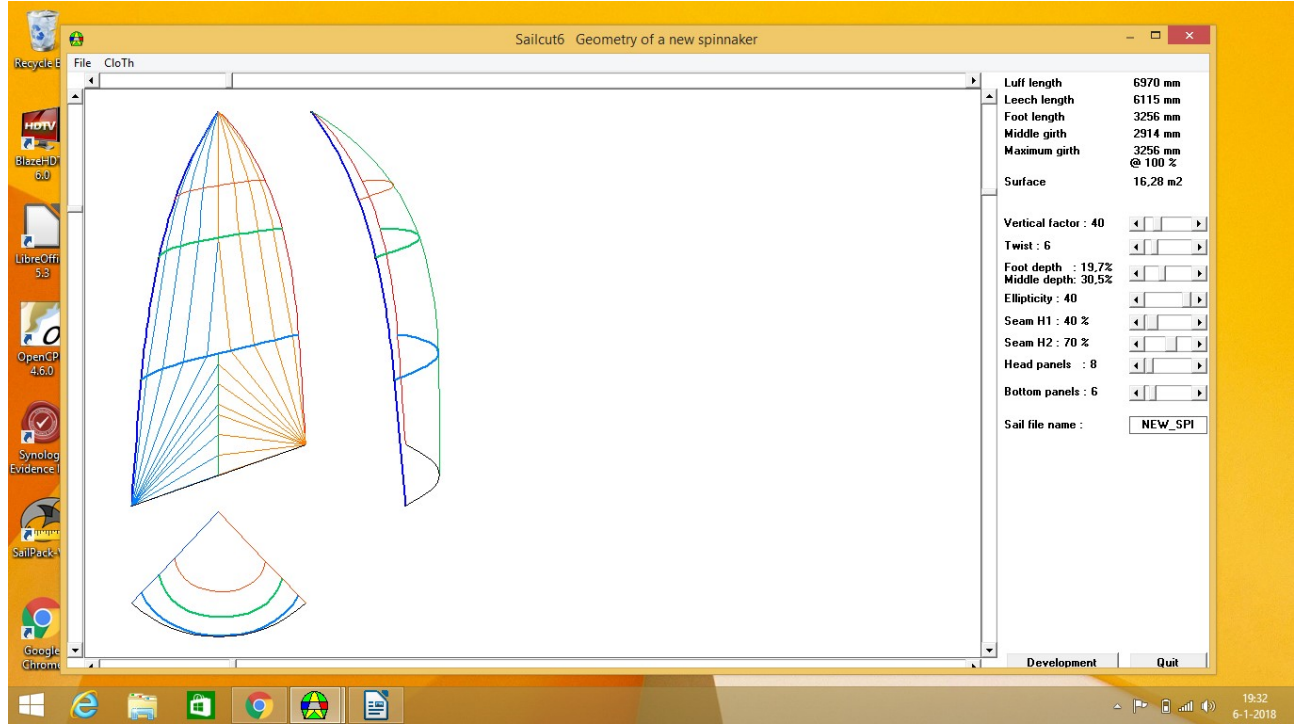 Sailcut6 Geometry of a new spinnaker
File CloTh
Recycle B
HDTV
BlazeHD
6.0
LibreOffi
5.3
OpenCP
4.6.0
Synolog
Evidence
SailPack-
Google
Chrome
Luff length 6970 mm
Leech length 6115 mm
Foot length 3256 mm
Middle girth 2914 mm
Maximum girth 3256 mm
@ 100 %
Surface 16,28 m2
Vertical factor : 40
Twist : 6
Foot depth : 19,7%
Middle depth: 30,5%
Ellipticity : 40
Seam H1 : 40 %
Seam H2 : 70 %
Head panels : 8
Bottom panels : 6
Sail file name : NEW_SPI
Development Quit
19:32
6-1-2018